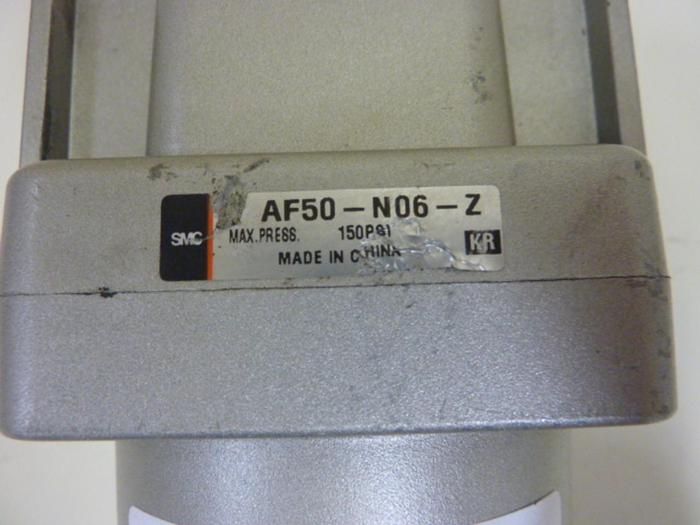 AF50-N06-Z
SMC
MAX.PRESS. 150PSI
MADE IN CHINA
KR